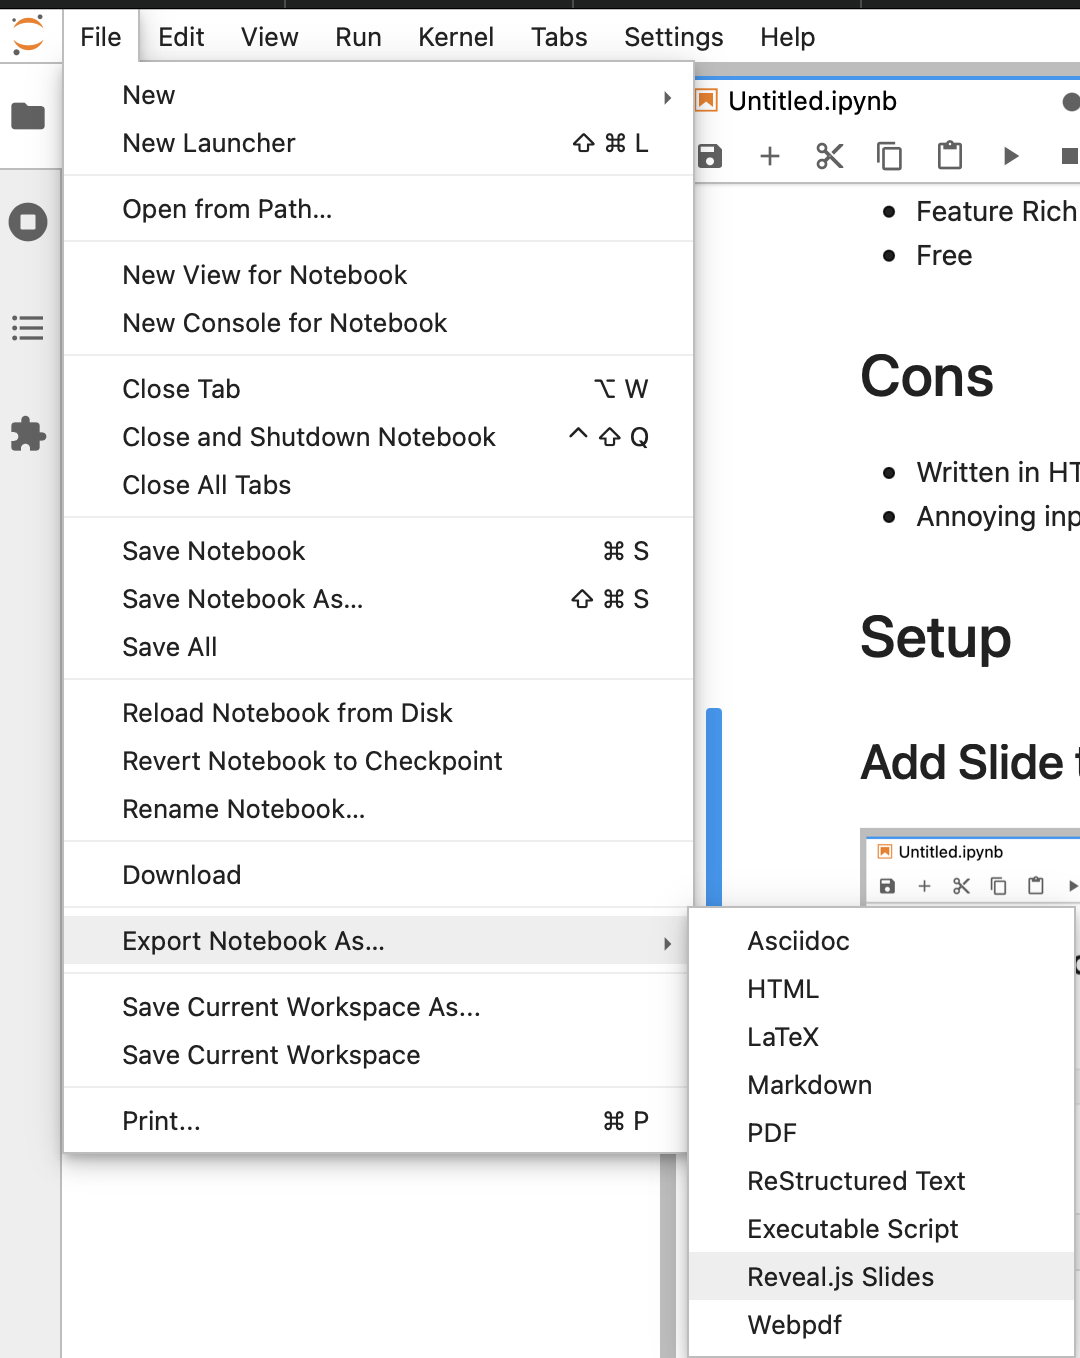 File Edit View Run Kernel Tabs Settings Help
New
New Launcher ⇧ ⌘ L
Open from Path...
New View for Notebook
New Console for Notebook
Close Tab ⌥ W
Close and Shutdown Notebook ^ ⇧ Q
Close All Tabs
Save Notebook ⌘ S
Save Notebook As... ⇧ ⌘ S
Save All
Reload Notebook from Disk
Revert Notebook to Checkpoint
Rename Notebook...
Download
Export Notebook As...
Save Current Workspace As...
Save Current Workspace
Print... ⌘ P
Asciidoc
HTML
LaTeX
Markdown
PDF
ReStructured Text
Executable Script
Reveal.js Slides
Webpdf
Untitled.ipynb
Feature Rich
Free
Cons
Written in HT
Annoying inp
Setup
Add Slide
Untitled.ipynb